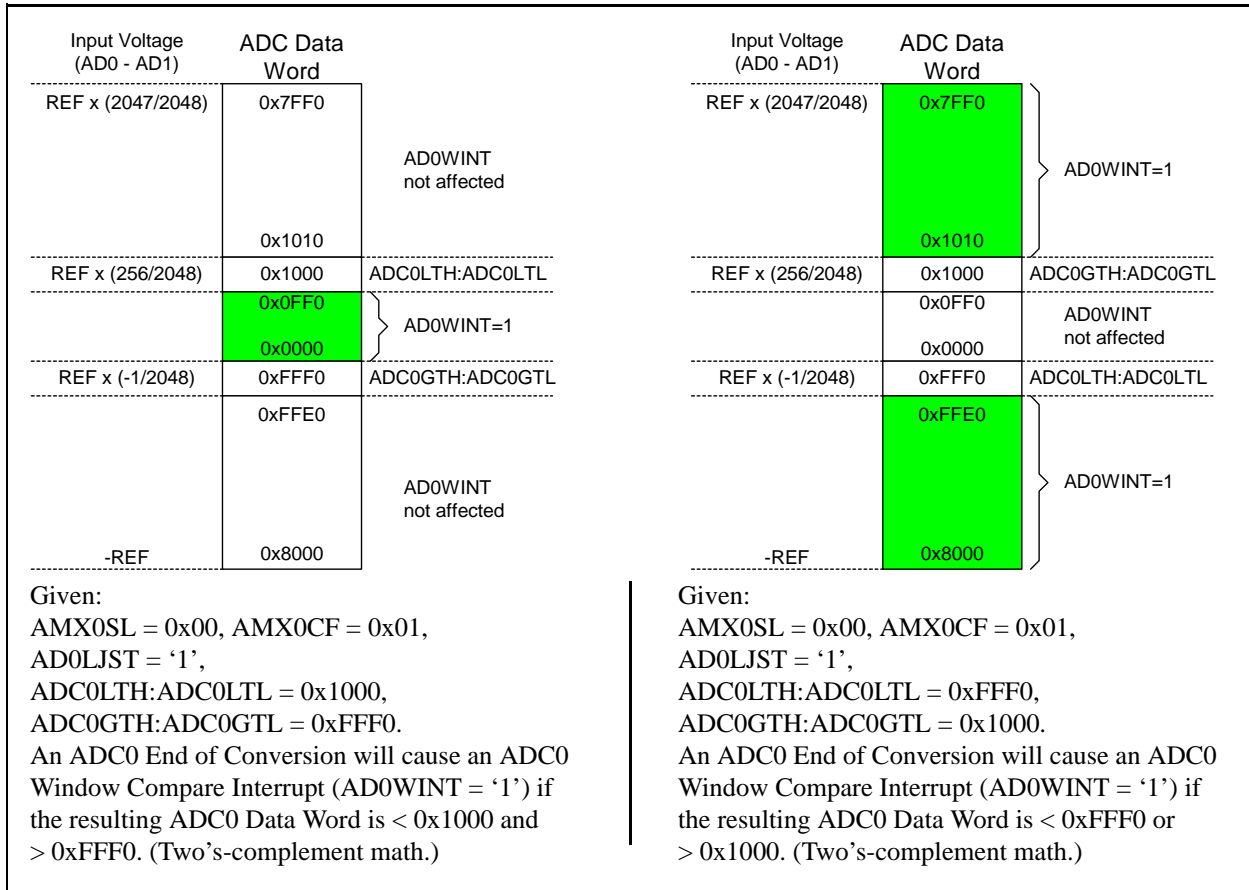 Input Voltage
(AD0 - AD1)
ADC Data
Word
REF x (2047/2048)
0x7FF0
AD0WINT
not affected
0x1010
REF x (256/2048)
0x1000
ADC0LTH:ADC0LTL
0x0FF0
AD0WINT=1
0x0000
REF x (-1/2048)
0xFFF0
ADC0GTH:ADC0GTL
0xFFE0
AD0WINT
not affected
-REF
0x8000
Given:
AMX0SL = 0x00, AMX0CF = 0x01,
AD0LJST = ‘1’,
ADC0LTH:ADC0LTL = 0x1000,
ADC0GTH:ADC0GTL = 0xFFF0.
An ADC0 End of Conversion will cause an ADC0
Window Compare Interrupt (AD0WINT = ‘1’) if
the resulting ADC0 Data Word is < 0x1000 and
> 0xFFF0. (Two’s-complement math.)
Input Voltage
(AD0 - AD1)
ADC Data
Word
REF x (2047/2048)
0x7FF0
AD0WINT=1
0x1010
REF x (256/2048)
0x1000
ADC0GTH:ADC0GTL
0x0FF0
AD0WINT
not affected
0x0000
REF x (-1/2048)
0xFFF0
ADC0LTH:ADC0LTL
0xFFE0
AD0WINT=1
-REF
0x8000
Given:
AMX0SL = 0x00, AMX0CF = 0x01,
AD0LJST = ‘1’,
ADC0LTH:ADC0LTL = 0xFFF0,
ADC0GTH:ADC0GTL = 0x1000.
An ADC0 End of Conversion will cause an ADC0
Window Compare Interrupt (AD0WINT = ‘1’) if
the resulting ADC0 Data Word is < 0xFFF0 or
> 0x1000. (Two’s-complement math.)